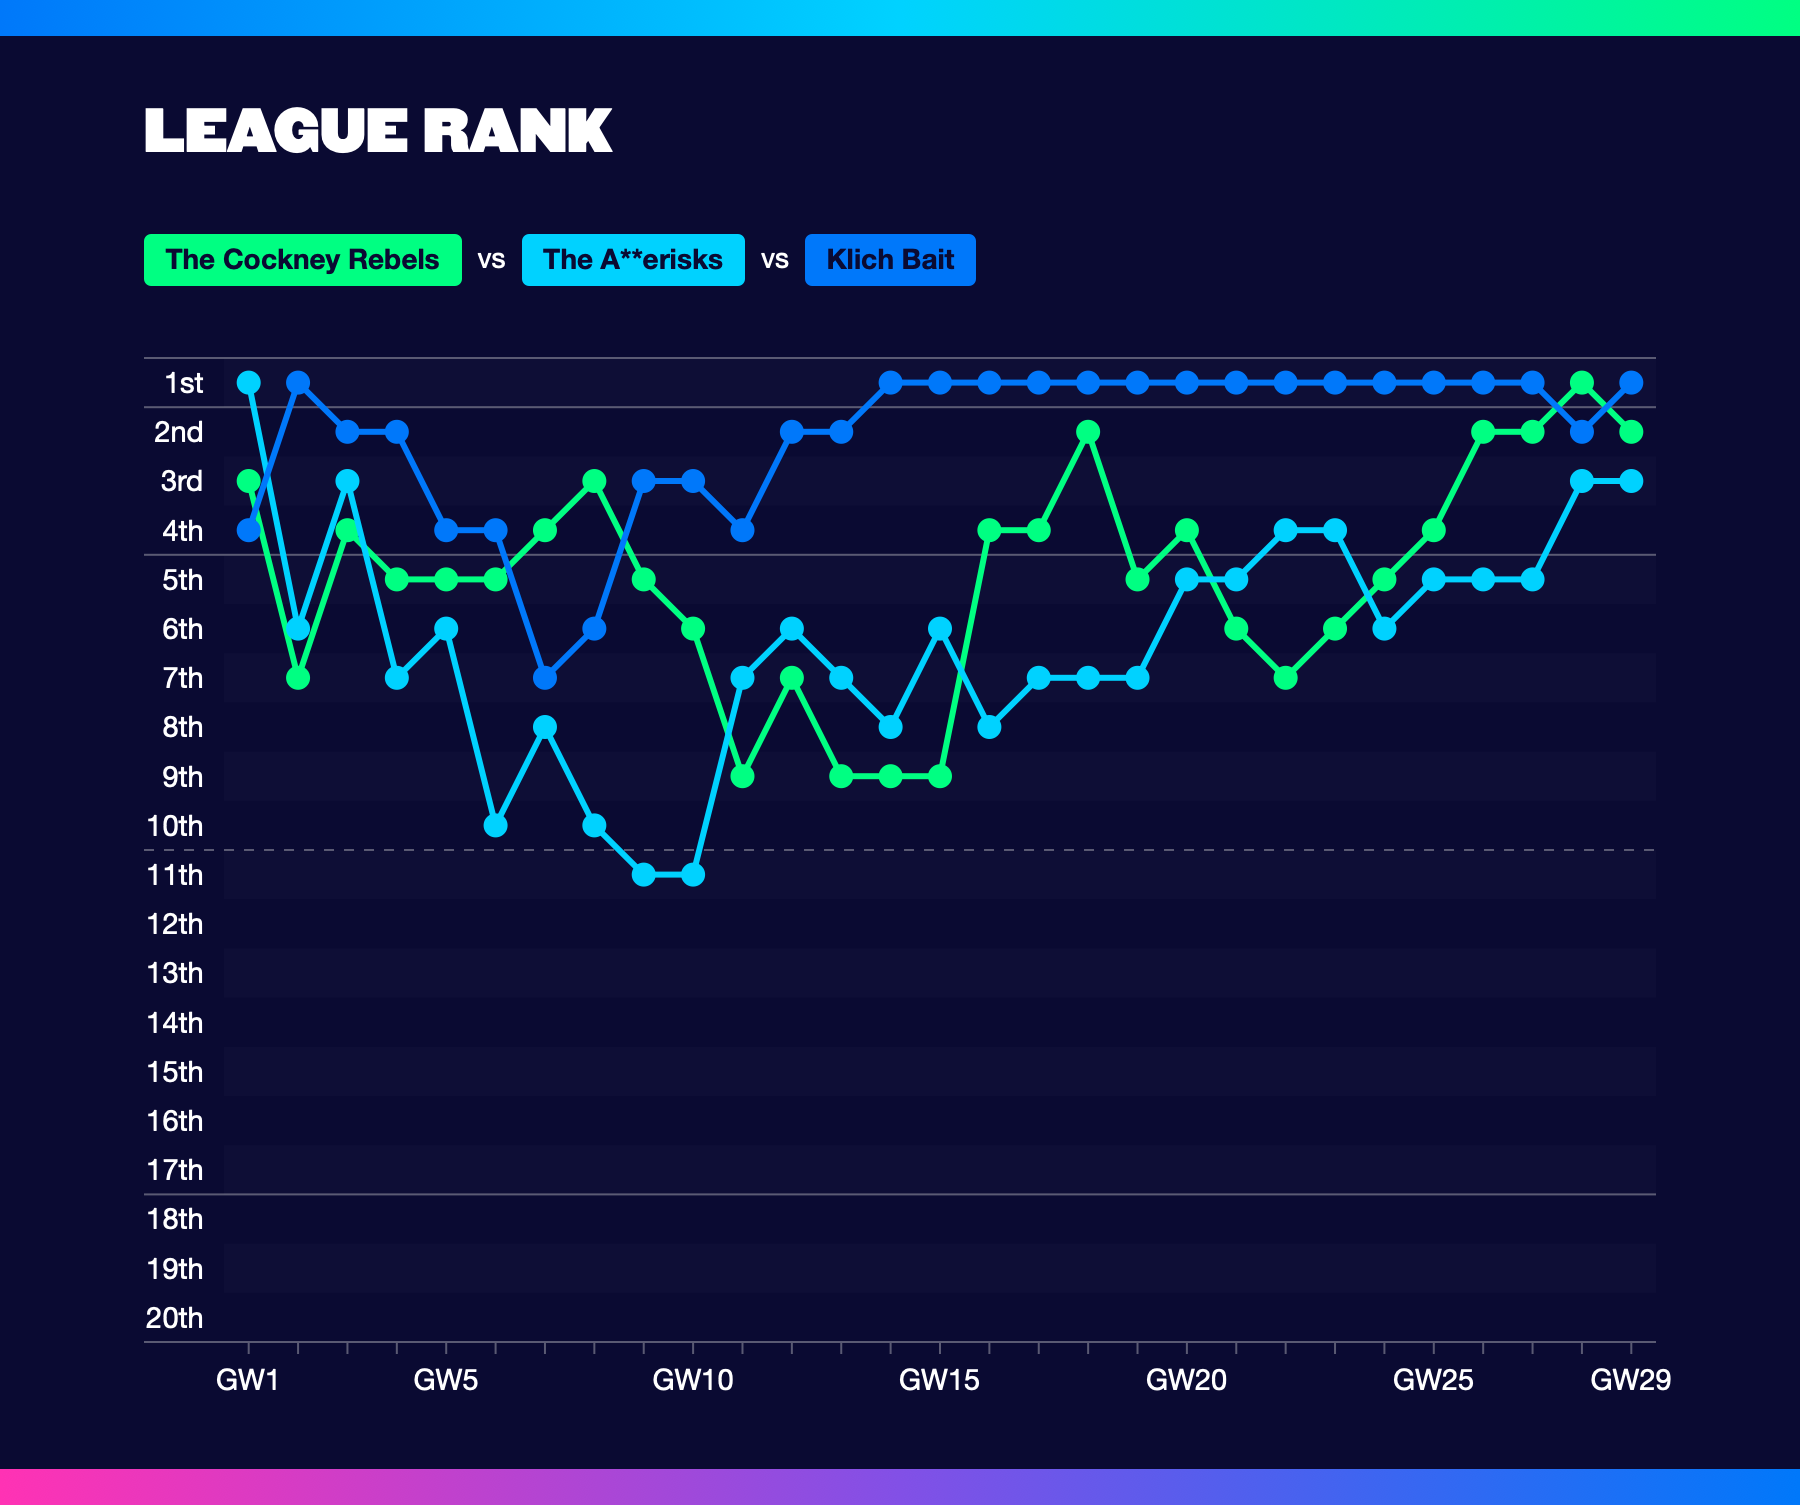 LEAGUE RANK
The Cockney Rebels vs The A**erisks vs Klich Bait
1st
2nd
3rd
4th
5th
6th
7th
8th
9th
10th
11th
12th
13th
14th
15th
16th
17th
18th
19th
20th
GW1 GW5 GW10 GW15 GW20 GW25 GW29